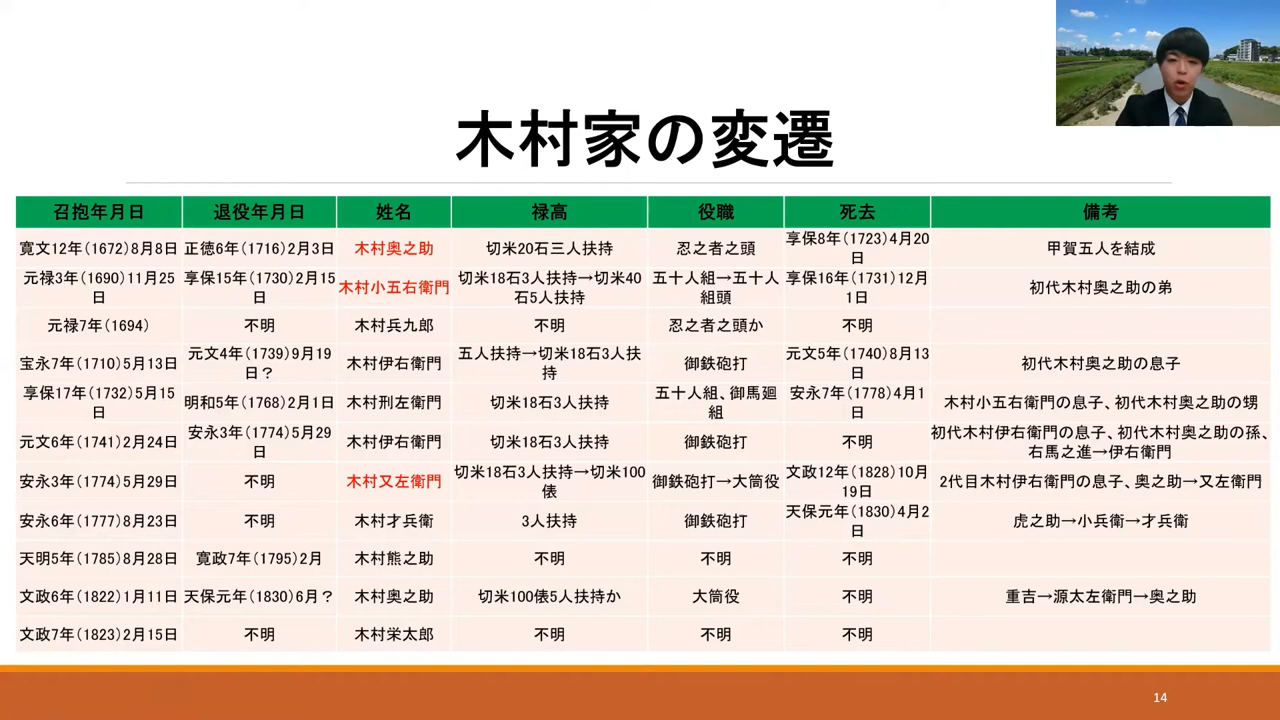 木村家の変遷
召抱年月日 退役年月日 姓名 禄高 役職 死去 備考
寛文12年(1672)8月8日 正徳6年(1716)2月3日 木村奥之助 切米20石三人扶持 忍之者之頭 享保8年(1723)4月20日 甲賀五人を結成
元禄3年(1690)11月25日 享保15年(1730)2月15日 木村小五右衛門 切米18石3人扶持→切米40石5人扶持 五十人組→五十人組頭 享保16年(1731)12月1日 初代木村奥之助の弟
元禄7年(1694) 不明 木村兵九郎 不明 忍之者之頭か 不明
宝永7年(1710)5月13日 元文4年(1739)9月19日? 木村伊右衛門 五人扶持→切米18石3人扶持 御鉄砲打 元文5年(1740)8月13日 初代木村奥之助の息子
享保17年(1732)5月15日 明和5年(1768)2月1日 木村刑左衛門 切米18石3人扶持 五十人組、御馬廻組 安永7年(1778)4月1日 木村小五右衛門の息子、初代木村奥之助の甥
元文6年(1741)2月24日 安永3年(1774)5月29日 木村伊右衛門 切米18石3人扶持 御鉄砲打 不明 初代木村伊右衛門の息子、初代木村奥之助の孫、右馬之進→伊右衛門
安永3年(1774)5月29日 不明 木村又左衛門 切米18石3人扶持→切米100俵 御鉄砲打→大筒役 文政12年(1828)10月19日 2代目木村伊右衛門の息子、奥之助→又左衛門
安永6年(1777)8月23日 不明 木村才兵衛 3人扶持 御鉄砲打 天保元年(1830)4月2日 虎之助→小兵衛→才兵衛
天明5年(1785)8月28日 寛政7年(1795)2月 木村熊之助 不明 不明 不明
文政6年(1822)1月11日 天保元年(1830)6月? 木村奥之助 切米100俵5人扶持か 大筒役 不明 重吉→源太左衛門→奥之助
文政7年(1823)2月15日 不明 木村栄太郎 不明 不明 不明
14